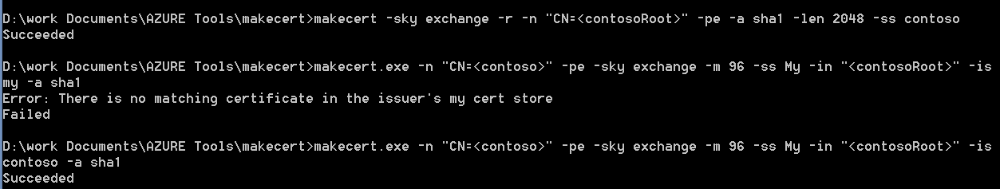 D:\work Documents\AZURE Tools\makecert>makecert -sky exchange -r -n "CN=<contosoRoot>" -pe -a sha1 -len 2048 -ss contoso
Succeeded
D:\work Documents\AZURE Tools\makecert>makecert.exe -n "CN=<contoso>" -pe -sky exchange -m 96 -ss My -in "<contosoRoot>" -is
my -a sha1
Error: There is no matching certificate in the issuer's my cert store
Failed
D:\work Documents\AZURE Tools\makecert>makecert.exe -n "CN=<contoso>" -pe -sky exchange -m 96 -ss My -in "<contosoRoot>" -is
contoso -a sha1
Succeeded